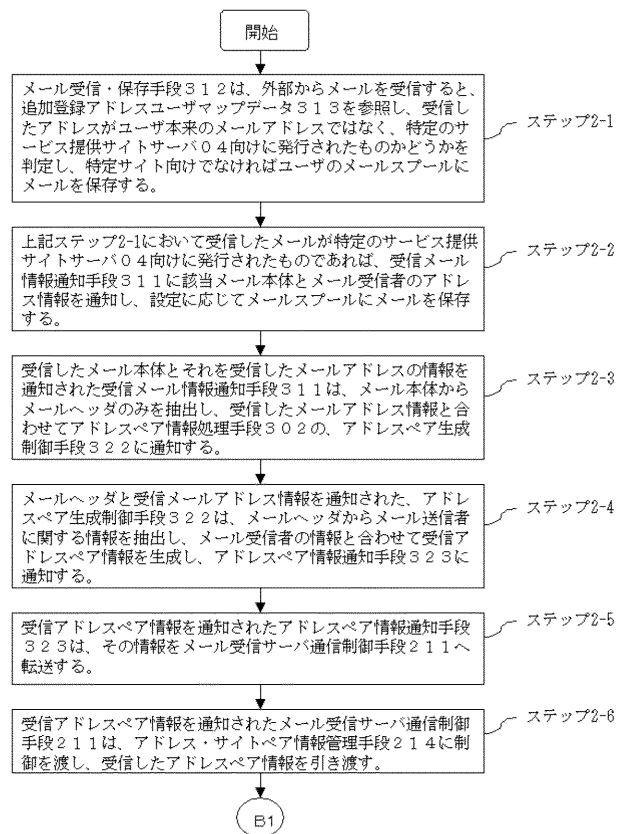 開始
メール受信・保存手段312は、外部からメールを受信すると、
追加登録アドレスユーザマップデータ313を参照し、受信し
たアドレスがユーザ本来のメールアドレスではなく、特定のサ
ービス提供サイトサーバ04向けに発行されたものかどうかを
判定し、特定サイト向けでなければユーザのメールスプールに
メールを保存する。
ステップ2-1
上記ステップ2-1において受信したメールが特定のサービス提供
サイトサーバ04向けに発行されたものであれば、受信メール
情報通知手段311に該当メール本体とメール受信者のアドレ
ス情報を通知し、設定に応じてメールスプールにメールを保存
する。
ステップ2-2
受信したメール本体とそれを受信したメールアドレスの情報を
通知された受信メール情報通知手段311は、メール本体から
メールヘッダのみを抽出し、受信したメールアドレス情報と合
わせてアドレスペア情報処理手段302の、アドレスペア生成
制御手段322に通知する。
ステップ2-3
メールヘッダと受信メールアドレス情報を通知された、アドレ
スペア生成制御手段322は、メールヘッダからメール送信者
に関する情報を抽出し、メール受信者の情報と合わせて受信ア
ドレスペア情報を生成し、アドレスペア情報通知手段323に
通知する。
ステップ2-4
受信アドレスペア情報を通知されたアドレスペア情報通知手段
323は、その情報をメール受信サーバ通信制御手段211へ
転送する。
ステップ2-5
受信アドレスペア情報を通知されたメール受信サーバ通信制御
手段211は、アドレス・サイトペア情報管理手段214に制
御を渡し、受信したアドレスペア情報を引き渡す。
ステップ2-6
B1